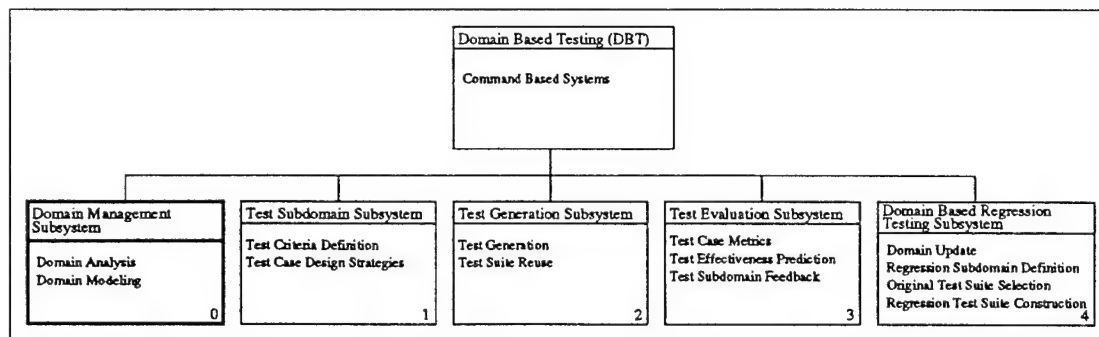 Domain Based Testing (DBT)
Command Based Systems
Domain Management
Subsystem
Domain Analysis
Domain Modeling
0
Test Subdomain Subsystem
Test Criteria Definition
Test Case Design Strategies
1
Test Generation Subsystem
Test Generation
Test Suite Reuse
2
Test Evaluation Subsystem
Test Case Metrics
Test Effectiveness Prediction
Test Subdomain Feedback
3
Domain Based Regression
Testing Subsystem
Domain Update
Regression Subdomain Definition
Original Test Suite Selection
Regression Test Suite Construction
4